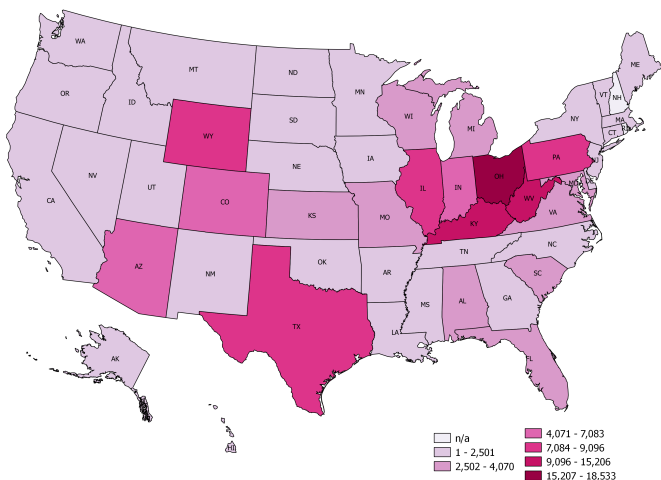 WA
MT
ND
MN
ME
VT
NH
OR
ID
SD
WI
MI
NY
MA
CT
RI
WY
NE
IA
PA
NJ
NV
UT
CO
KS
MO
IL
IN
OH
WV
MD
DE
VA
CA
KY
AZ
NM
OK
AR
TN
NC
SC
TX
LA
MS
AL
GA
FL
AK
HI
n/a
1 - 2,501
2,502 - 4,070
4,071 - 7,083
7,084 - 9,096
9,096 - 15,206
15,207 - 18,533